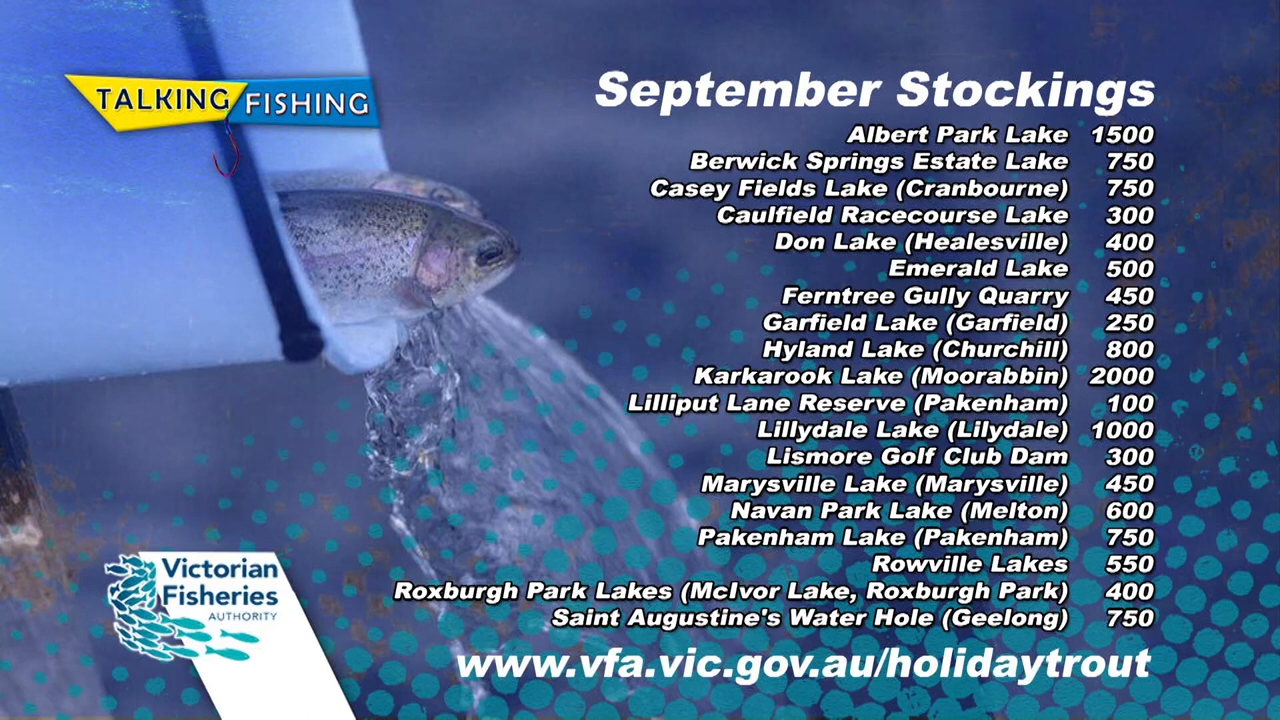 TALKING FISHING
September Stockings
Albert Park Lake 1500
Berwick Springs Estate Lake 750
Casey Fields Lake (Cranbourne) 750
Caulfield Racecourse Lake 300
Don Lake (Healesville) 400
Emerald Lake 500
Ferntree Gully Quarry 450
Garfield Lake (Garfield) 250
Hyland Lake (Churchill) 800
Karkarook Lake (Moorabbin) 2000
Lilliput Lane Reserve (Pakenham) 100
Lillydale Lake (Lilydale) 1000
Lismore Golf Club Dam 300
Marysville Lake (Marysville) 450
Navan Park Lake (Melton) 600
Pakenham Lake (Pakenham) 750
Rowville Lakes 550
Roxburgh Park Lakes (McIvor Lake, Roxburgh Park) 400
Saint Augustine's Water Hole (Geelong) 750
Victorian
Fisheries
AUTHORITY
www.vfa.vic.gov.au/holidaytrout